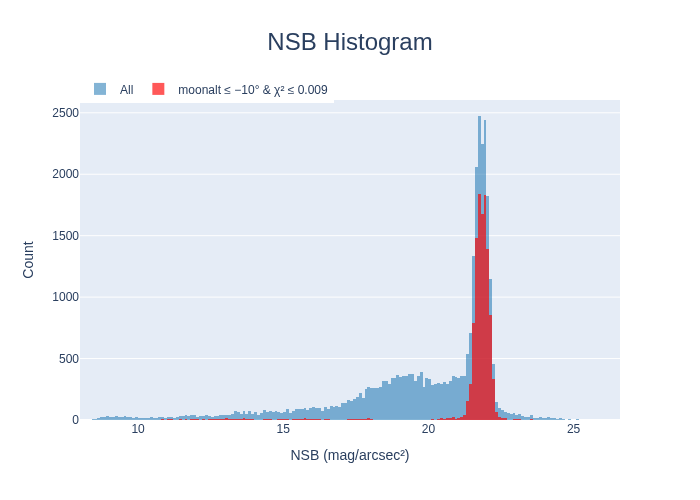 NSB Histogram
All
moonalt ≤ −10° & χ² ≤ 0.009
2500
2000
1500
1000
500
0
Count
10
15
20
25
NSB (mag/arcsec²)